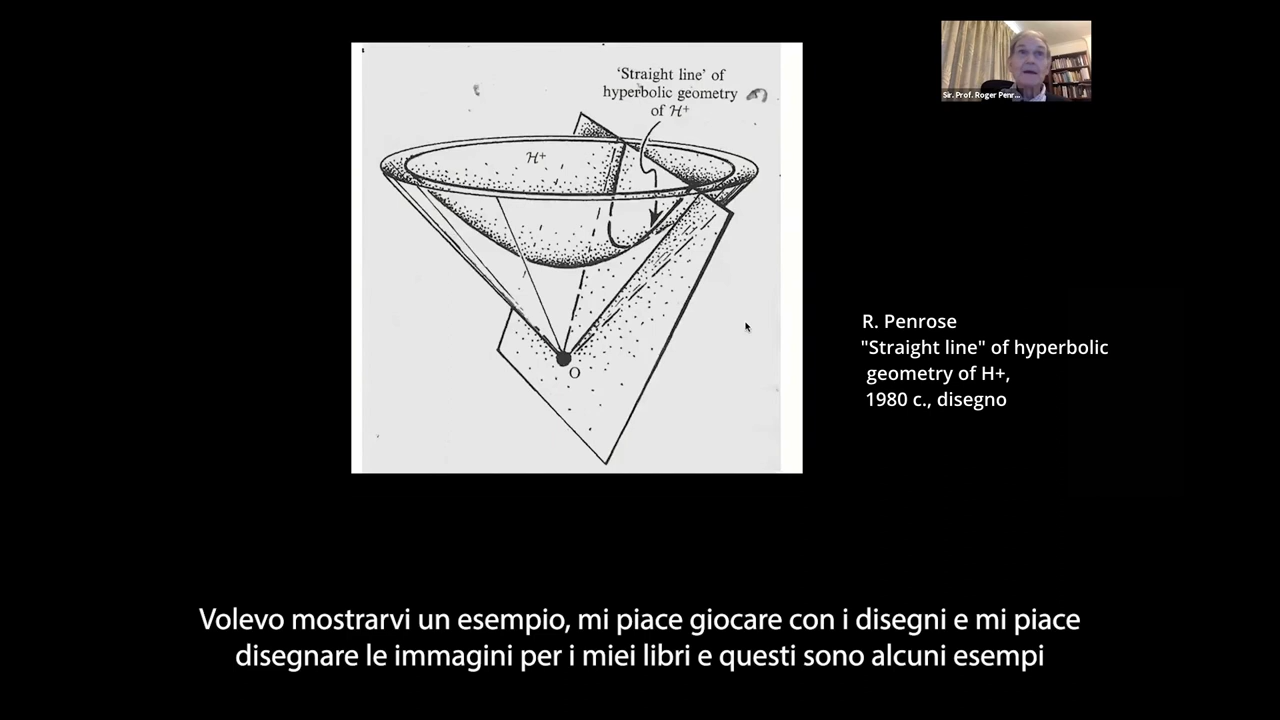 Sir. Prof. Roger Penr...
'Straight line' of
hyperbolic geometry
of ℋ⁺
ℋ⁺
O
R. Penrose
"Straight line" of hyperbolic
geometry of H+,
1980 c., disegno
Volevo mostrarvi un esempio, mi piace giocare con i disegni e mi piace
disegnare le immagini per i miei libri e questi sono alcuni esempi